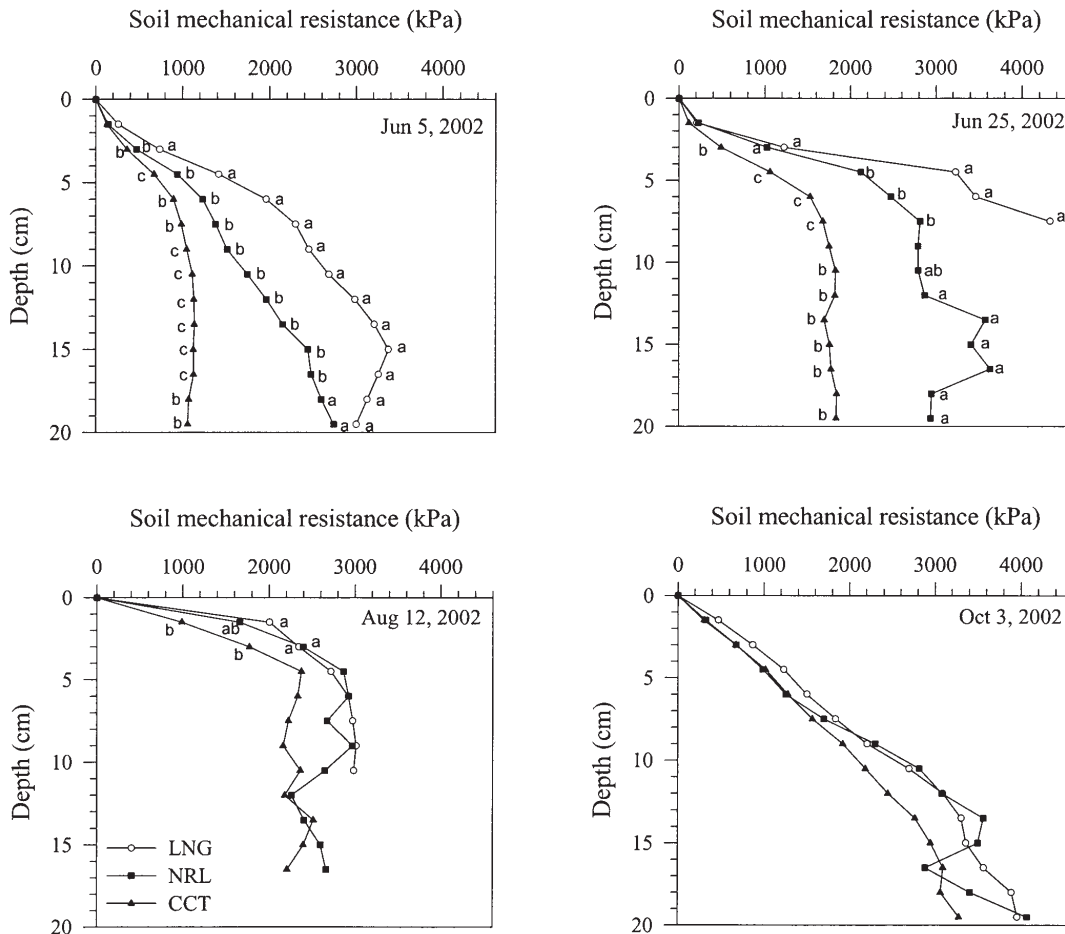 Soil mechanical resistance (kPa)
0 1000 2000 3000 4000
0
5
10
15
20
Depth (cm)
Jun 5, 2002
b a
b
c b a
b b a
b b a
c b a
c b a
c b a
c b a
c b a
c b a
b a a
b a a
Soil mechanical resistance (kPa)
0 1000 2000 3000 4000
0
5
10
15
20
Depth (cm)
Jun 25, 2002
b a a
c b a
c b a
c b a
b ab
b a
b a
b a
b a
a
b a
Soil mechanical resistance (kPa)
0 1000 2000 3000 4000
0
5
10
15
20
Depth (cm)
Aug 12, 2002
b ab a
b a a
LNG
NRL
CCT
Soil mechanical resistance (kPa)
0 1000 2000 3000 4000
0
5
10
15
20
Depth (cm)
Oct 3, 2002